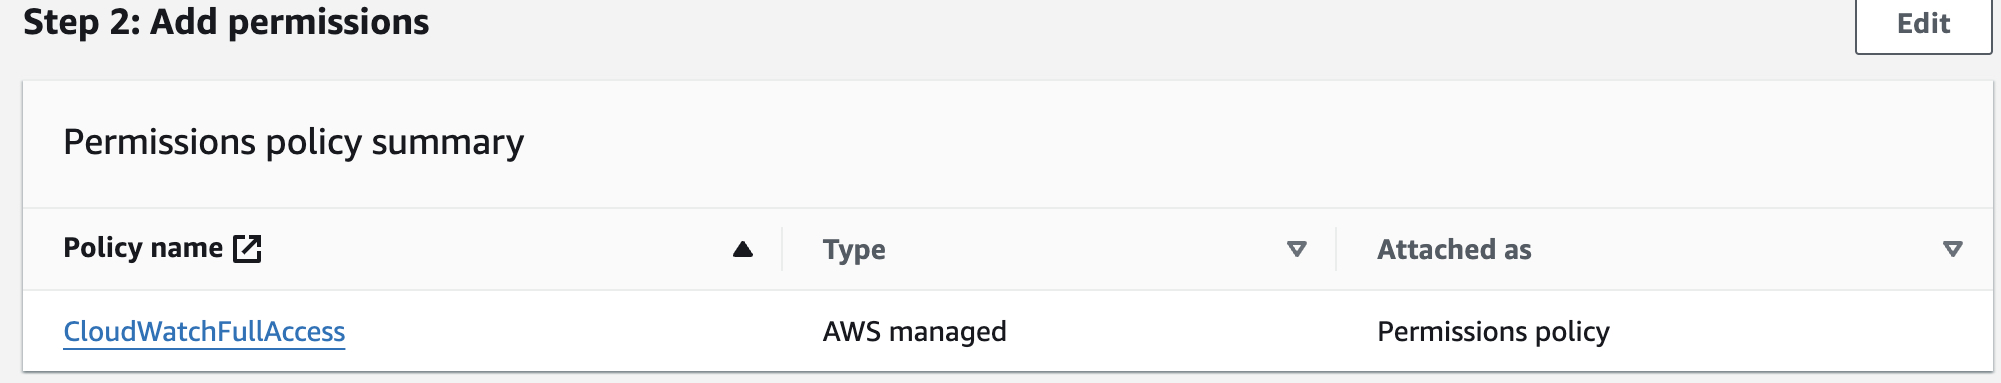 Step 2: Add permissions
Edit
Permissions policy summary
Policy name Type Attached as
CloudWatchFullAccess AWS managed Permissions policy